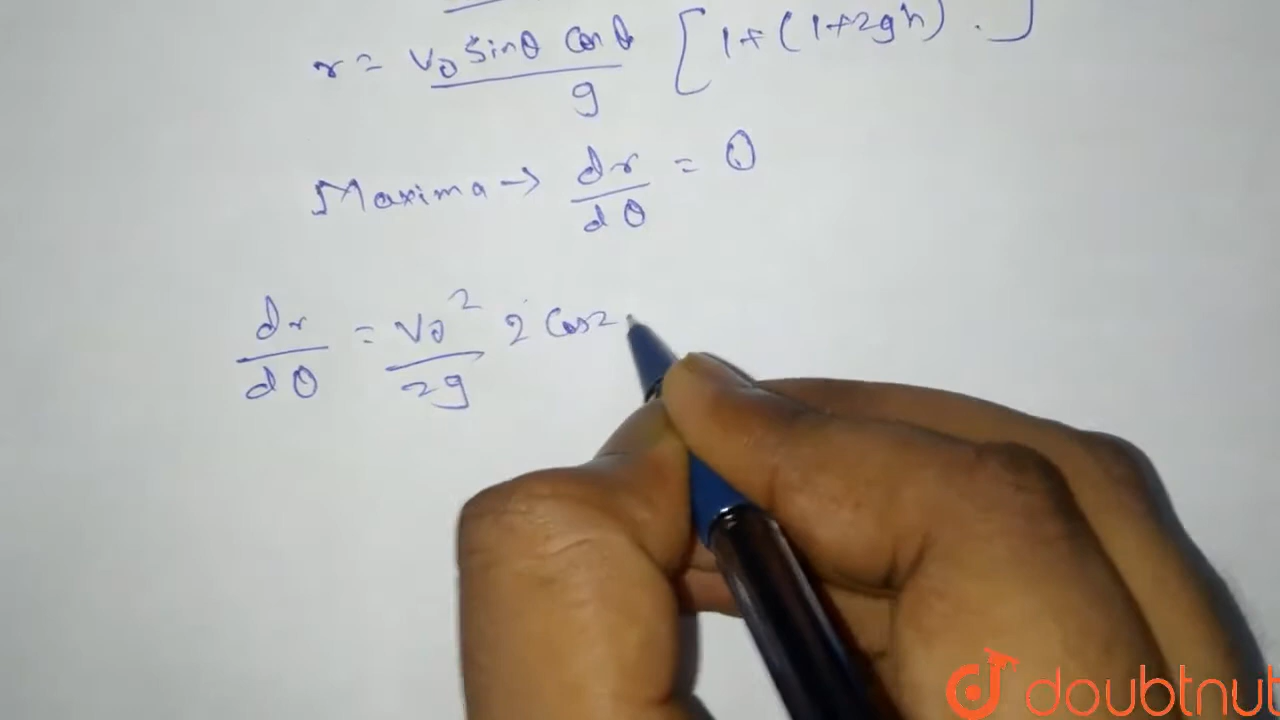 r = v₀ sinθ cosθ / g [1+(1+2gh) . ]
Maxima → dr/dθ = 0
dr/dθ = v₀² / 2g 2 cos2
doubtnut